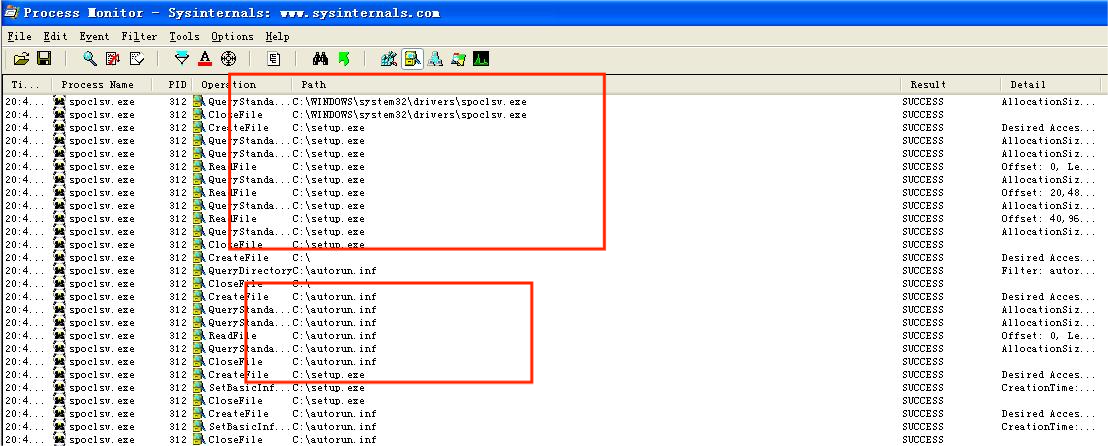 Process Monitor - Sysinternals: www.sysinternals.com
File Edit Event Filter Tools Options Help
Ti... Process Name PID Operation Path Result Detail
20:4... spoclsv.exe 312 QueryStanda... C:\WINDOWS\system32\drivers\spoclsv.exe SUCCESS AllocationSiz...
20:4... spoclsv.exe 312 CloseFile C:\WINDOWS\system32\drivers\spoclsv.exe SUCCESS
20:4... spoclsv.exe 312 CreateFile C:\setup.exe SUCCESS Desired Acces...
20:4... spoclsv.exe 312 QueryStanda... C:\setup.exe SUCCESS AllocationSiz...
20:4... spoclsv.exe 312 QueryStanda... C:\setup.exe SUCCESS AllocationSiz...
20:4... spoclsv.exe 312 ReadFile C:\setup.exe SUCCESS Offset: 0, Le...
20:4... spoclsv.exe 312 QueryStanda... C:\setup.exe SUCCESS AllocationSiz...
20:4... spoclsv.exe 312 ReadFile C:\setup.exe SUCCESS Offset: 20,48...
20:4... spoclsv.exe 312 QueryStanda... C:\setup.exe SUCCESS AllocationSiz...
20:4... spoclsv.exe 312 ReadFile C:\setup.exe SUCCESS Offset: 40,96...
20:4... spoclsv.exe 312 QueryStanda... C:\setup.exe SUCCESS AllocationSiz...
20:4... spoclsv.exe 312 CloseFile C:\setup.exe SUCCESS
20:4... spoclsv.exe 312 CreateFile C:\ SUCCESS Desired Acces...
20:4... spoclsv.exe 312 QueryDirectory C:\autorun.inf SUCCESS Filter: autor...
20:4... spoclsv.exe 312 CloseFile C:\ SUCCESS
20:4... spoclsv.exe 312 CreateFile C:\autorun.inf SUCCESS Desired Acces...
20:4... spoclsv.exe 312 QueryStanda... C:\autorun.inf SUCCESS AllocationSiz...
20:4... spoclsv.exe 312 QueryStanda... C:\autorun.inf SUCCESS AllocationSiz...
20:4... spoclsv.exe 312 ReadFile C:\autorun.inf SUCCESS Offset: 0, Le...
20:4... spoclsv.exe 312 QueryStanda... C:\autorun.inf SUCCESS AllocationSiz...
20:4... spoclsv.exe 312 CloseFile C:\autorun.inf SUCCESS
20:4... spoclsv.exe 312 CreateFile C:\setup.exe SUCCESS Desired Acces...
20:4... spoclsv.exe 312 SetBasicInf... C:\setup.exe SUCCESS CreationTime:...
20:4... spoclsv.exe 312 CloseFile C:\setup.exe SUCCESS
20:4... spoclsv.exe 312 CreateFile C:\autorun.inf SUCCESS Desired Acces...
20:4... spoclsv.exe 312 SetBasicInf... C:\autorun.inf SUCCESS CreationTime:...
20:4... spoclsv.exe 312 CloseFile C:\autorun.inf SUCCESS